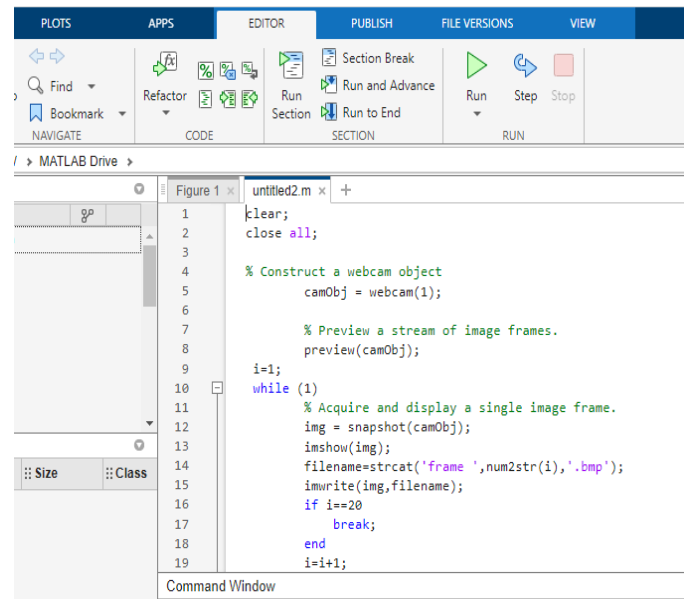 PLOTS APPS EDITOR PUBLISH FILE VERSIONS VIEW
Find
Bookmark
NAVIGATE
Refactor
CODE
Run
Section
Section Break
Run and Advance
Run to End
SECTION
Run Step Stop
RUN
/ > MATLAB Drive >
Figure 1 × untitled2.m × +
Size Class
1 clear;
2 close all;
3
4 % Construct a webcam object
5 camObj = webcam(1);
6
7 % Preview a stream of image frames.
8 preview(camObj);
9 i=1;
10 while (1)
11 % Acquire and display a single image frame.
12 img = snapshot(camObj);
13 imshow(img);
14 filename=strcat('frame ',num2str(i),'.bmp');
15 imwrite(img,filename);
16 if i==20
17 break;
18 end
19 i=i+1;
Command Window